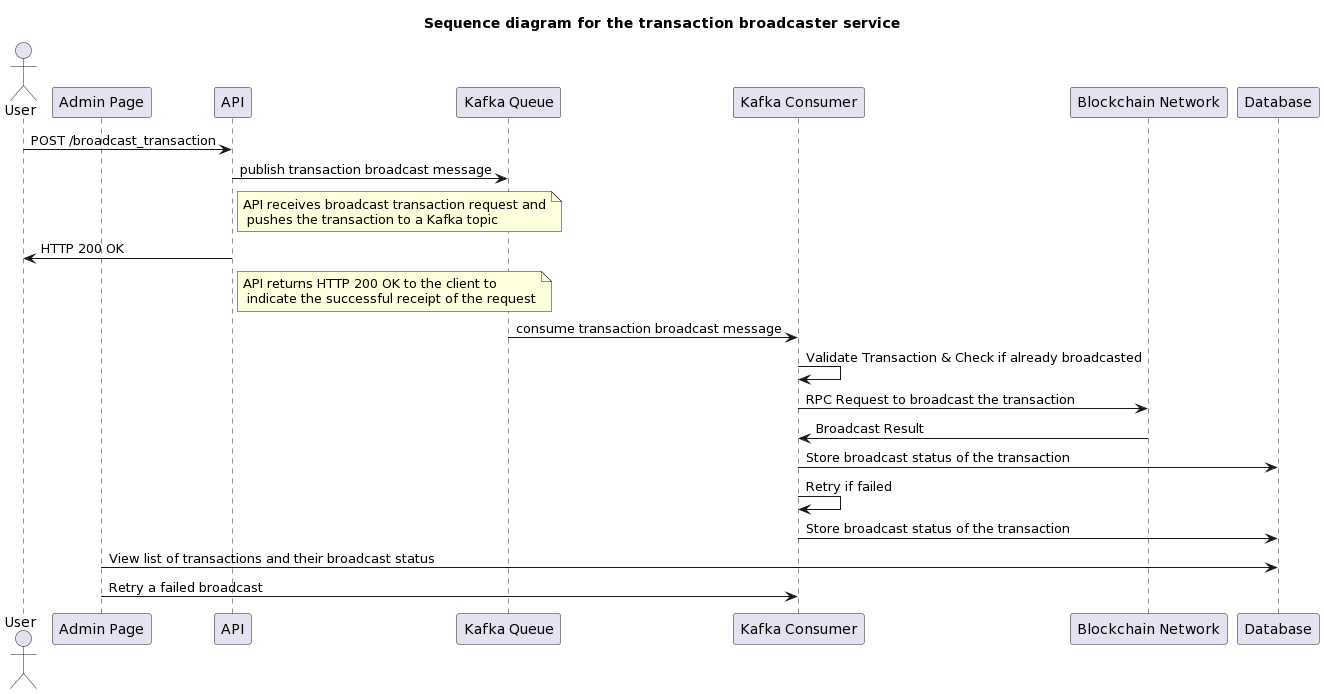 Sequence diagram for the transaction broadcaster service
User
Admin Page
API
Kafka Queue
Kafka Consumer
Blockchain Network
Database
POST /broadcast_transaction
publish transaction broadcast message
API receives broadcast transaction request and
pushes the transaction to a Kafka topic
HTTP 200 OK
API returns HTTP 200 OK to the client to
indicate the successful receipt of the request
consume transaction broadcast message
Validate Transaction & Check if already broadcasted
RPC Request to broadcast the transaction
Broadcast Result
Store broadcast status of the transaction
Retry if failed
Store broadcast status of the transaction
View list of transactions and their broadcast status
Retry a failed broadcast
User
Admin Page
API
Kafka Queue
Kafka Consumer
Blockchain Network
Database